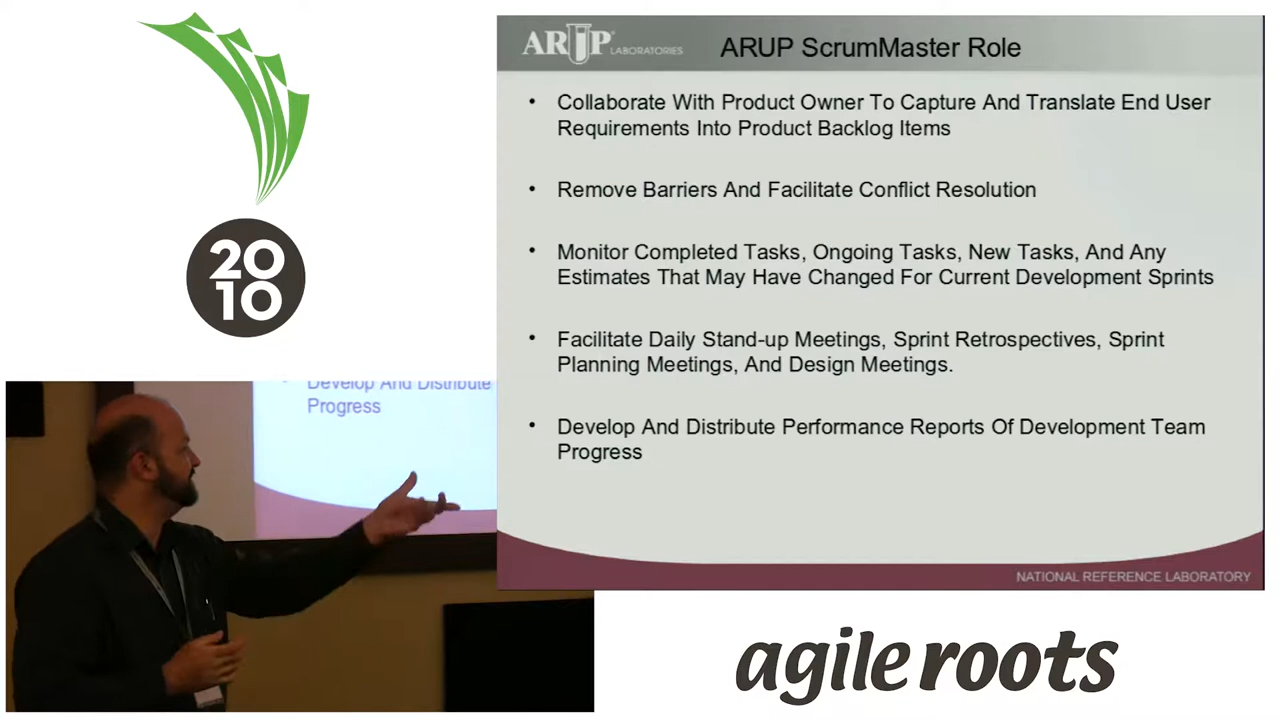 ARUP LABORATORIES
ARUP ScrumMaster Role
• Collaborate With Product Owner To Capture And Translate End User
Requirements Into Product Backlog Items
• Remove Barriers And Facilitate Conflict Resolution
• Monitor Completed Tasks, Ongoing Tasks, New Tasks, And Any
Estimates That May Have Changed For Current Development Sprints
• Facilitate Daily Stand-up Meetings, Sprint Retrospectives, Sprint
Planning Meetings, And Design Meetings.
• Develop And Distribute Performance Reports Of Development Team
Progress
NATIONAL REFERENCE LABORATORY
20
10
Develop And Distribute
Progress
agile roots